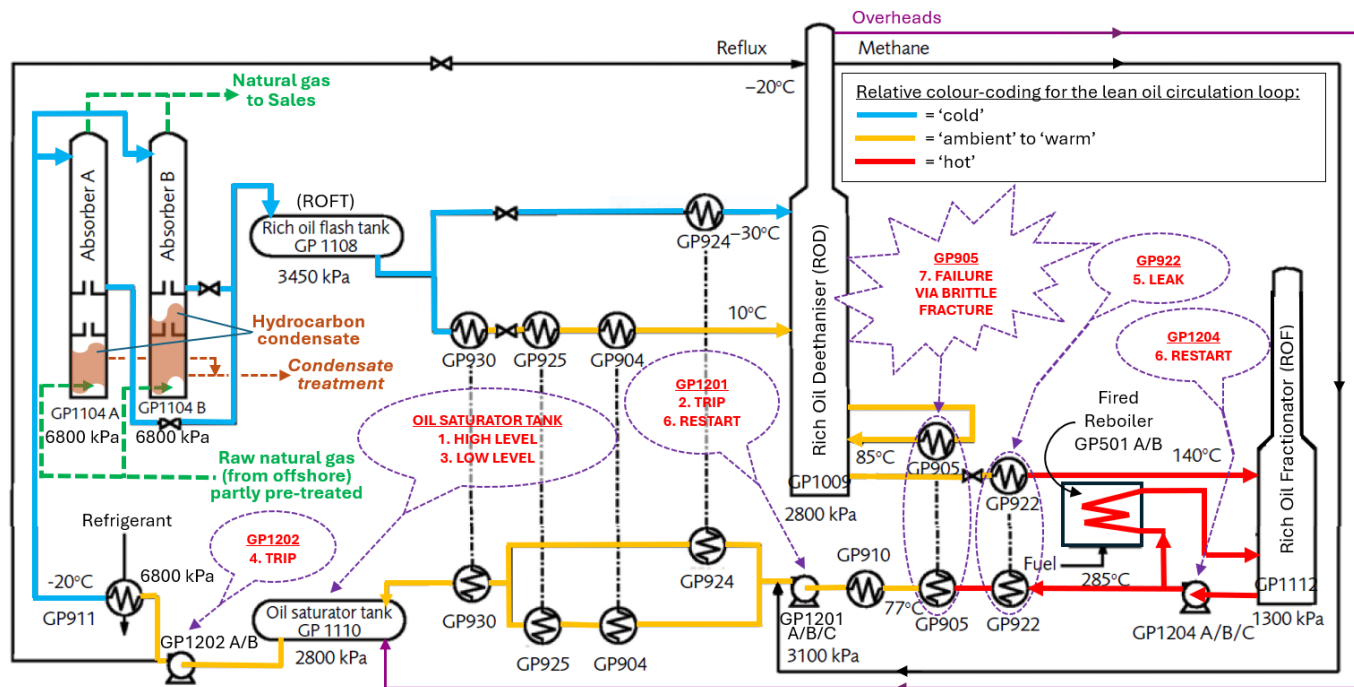 Overheads
Reflux
Methane
−20°C
Relative colour-coding for the lean oil circulation loop:
= ‘cold’
= ‘ambient’ to ‘warm’
= ‘hot’
Natural gas
to Sales
Absorber A
Absorber B
(ROFT)
Rich oil flash tank
GP 1108
3450 kPa
GP924
−30°C
Rich Oil Deethaniser (ROD)
GP905
7. FAILURE
VIA BRITTLE
FRACTURE
GP922
5. LEAK
GP1204
6. RESTART
Hydrocarbon
condensate
Condensate
treatment
GP930
GP925
GP904
10°C
GP1104 A
6800 kPa
GP1104 B
6800 kPa
Raw natural gas
(from offshore)
partly pre-treated
OIL SATURATOR TANK
1. HIGH LEVEL
3. LOW LEVEL
GP1201
2. TRIP
6. RESTART
85°C
GP905
GP1009
2800 kPa
GP922
Fired
Reboiler
GP501 A/B
140°C
Rich Oil Fractionator (ROF)
Refrigerant
GP1202
4. TRIP
-20°C
6800 kPa
GP911
GP1202 A/B
Oil saturator tank
GP 1110
2800 kPa
GP930
GP925
GP904
GP924
GP1201
A/B/C
3100 kPa
GP910
77°C
GP905
GP922
Fuel
285°C
GP1204 A/B/C
GP1112
1300 kPa